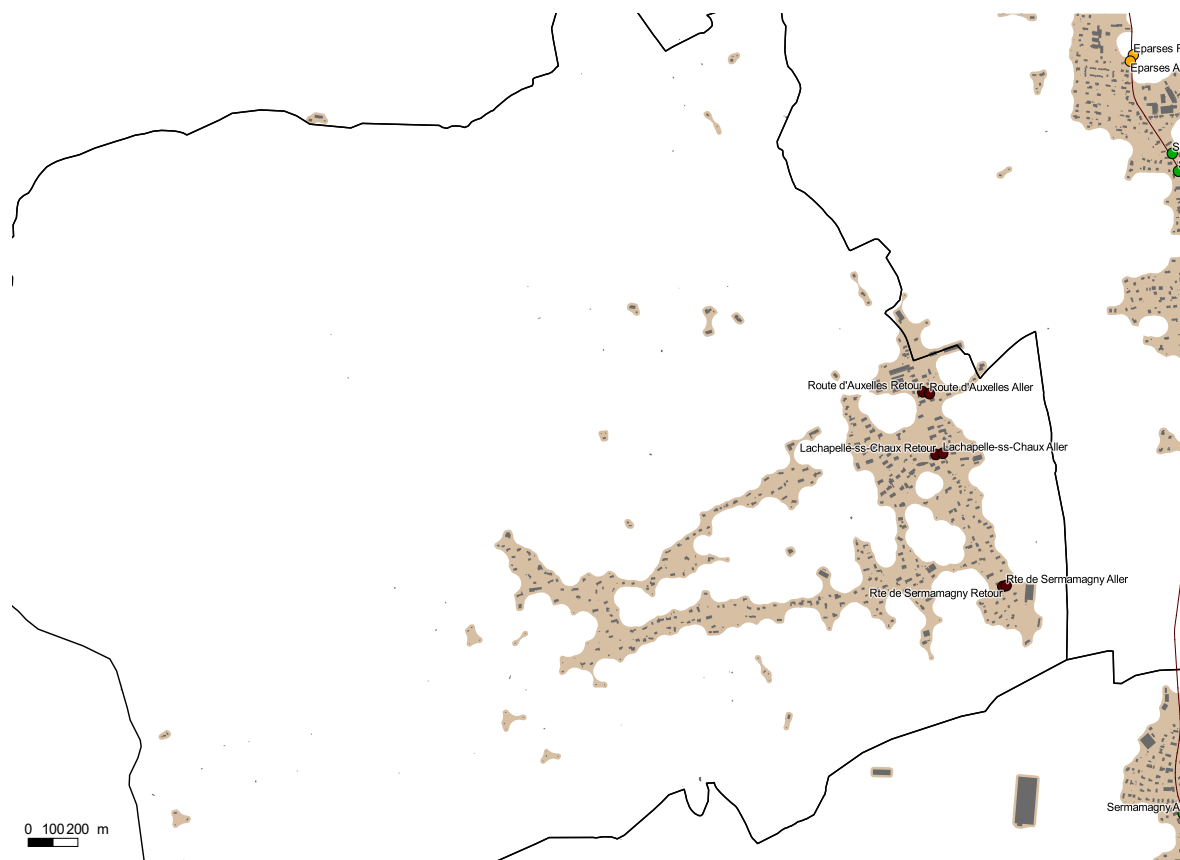 Eparses
Eparses A
S
Route d'Auxelles Retour
Route d'Auxelles Aller
Lachapelle-ss-Chaux Retour
Lachapelle-ss-Chaux Aller
Rte de Sermamagny Aller
Rte de Sermamagny Retour
Sermamagny A
0 100 200 m